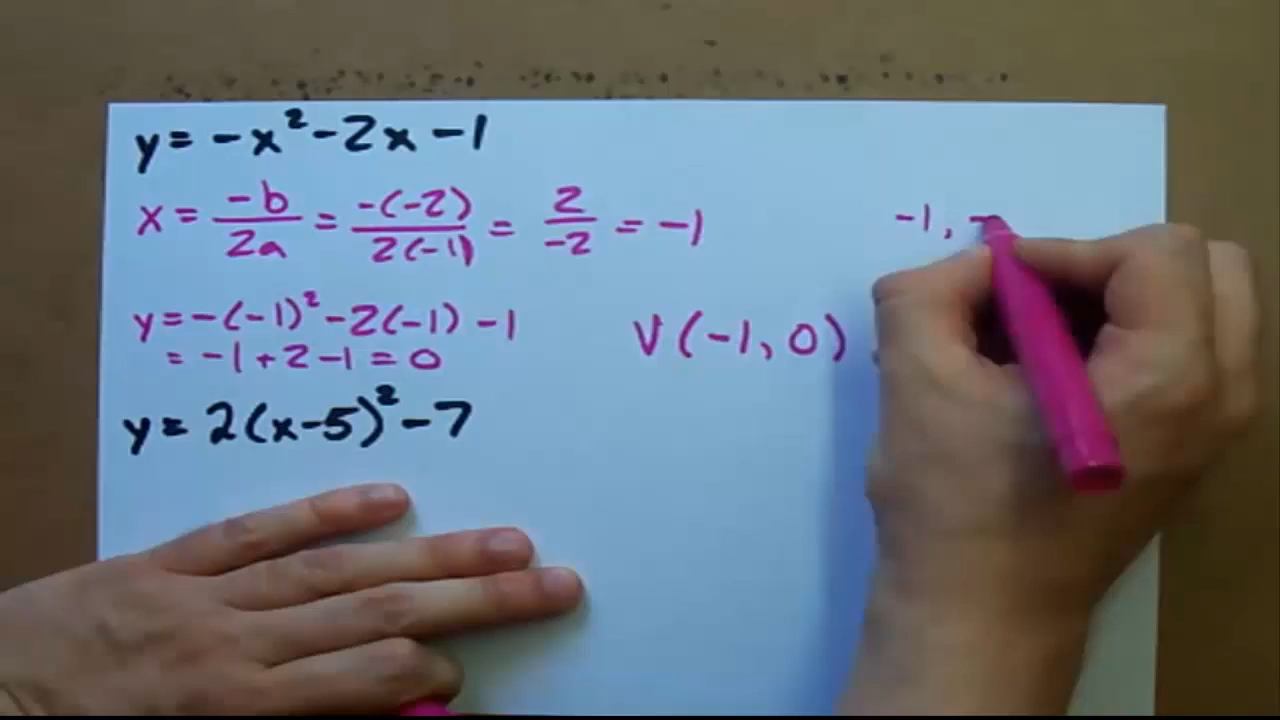 y = -x² - 2x - 1
x = -b/2a = -(-2)/2(-1) = 2/-2 = -1
-1, -
y = -(-1)² - 2(-1) - 1
= -1 + 2 - 1 = 0
V(-1, 0)
y = 2(x-5)² - 7